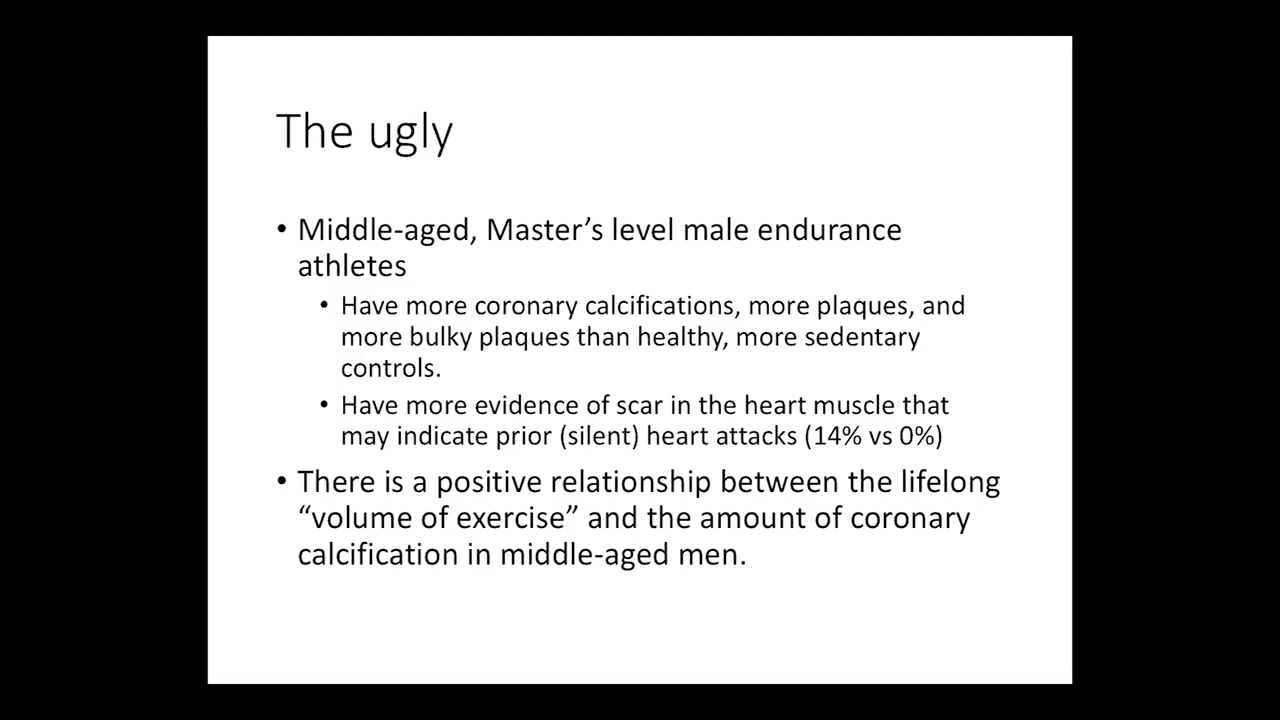 The ugly
• Middle-aged, Master’s level male endurance
athletes
• Have more coronary calcifications, more plaques, and
more bulky plaques than healthy, more sedentary
controls.
• Have more evidence of scar in the heart muscle that
may indicate prior (silent) heart attacks (14% vs 0%)
• There is a positive relationship between the lifelong
“volume of exercise” and the amount of coronary
calcification in middle-aged men.